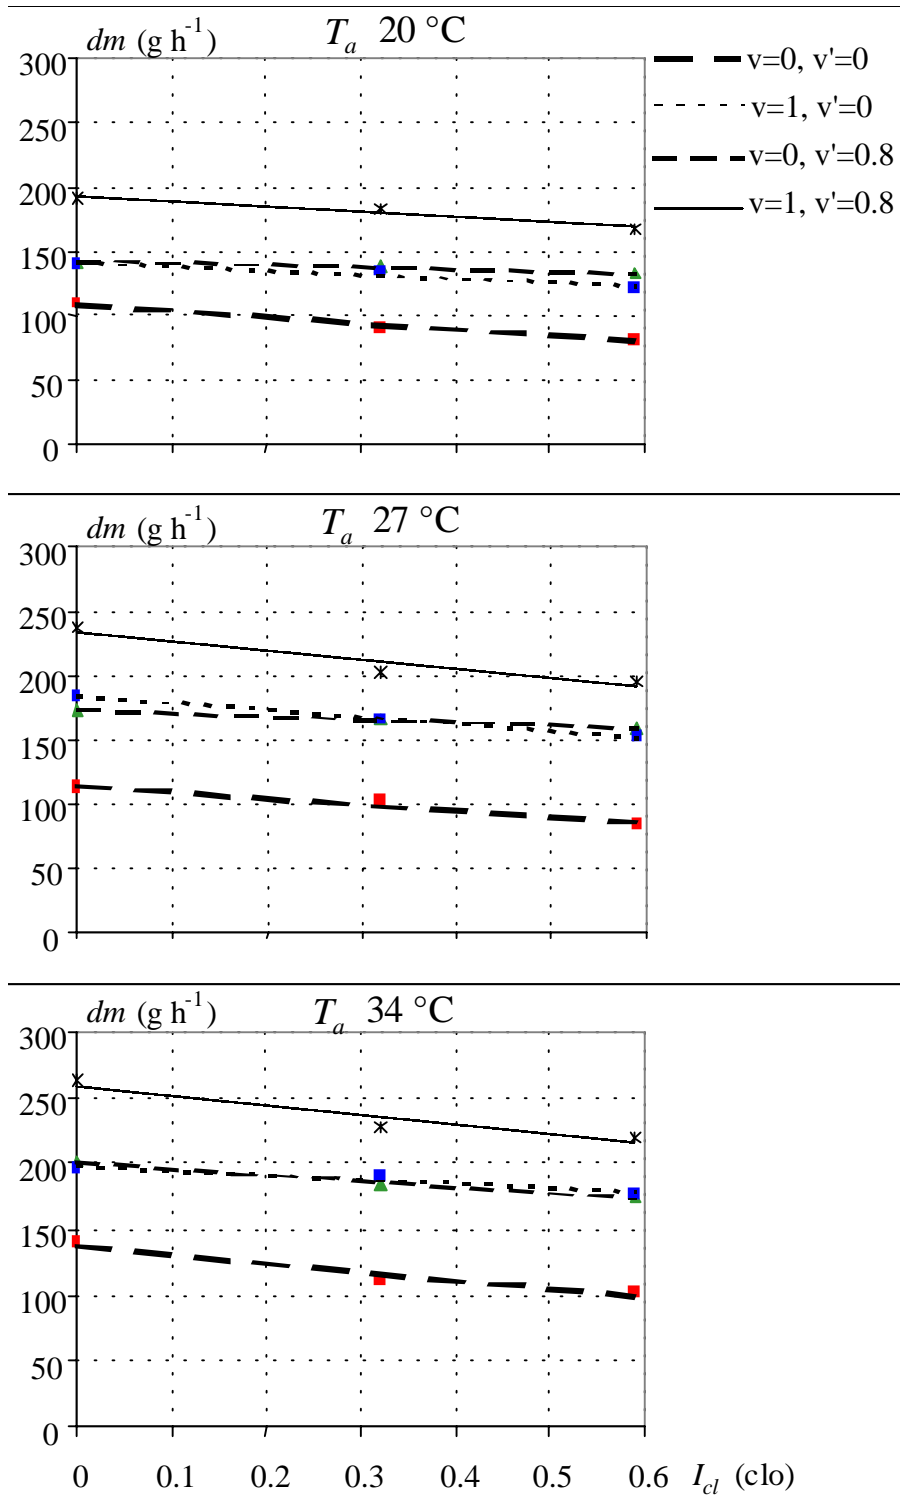 dm (g h⁻¹) Tₐ 20 °C
300
250
200
150
100
50
0
v=0, v'=0
v=1, v'=0
v=0, v'=0.8
v=1, v'=0.8
dm (g h⁻¹) Tₐ 27 °C
300
250
200
150
100
50
0
dm (g h⁻¹) Tₐ 34 °C
300
250
200
150
100
50
0
0 0.1 0.2 0.3 0.4 0.5 0.6 I_cl (clo)